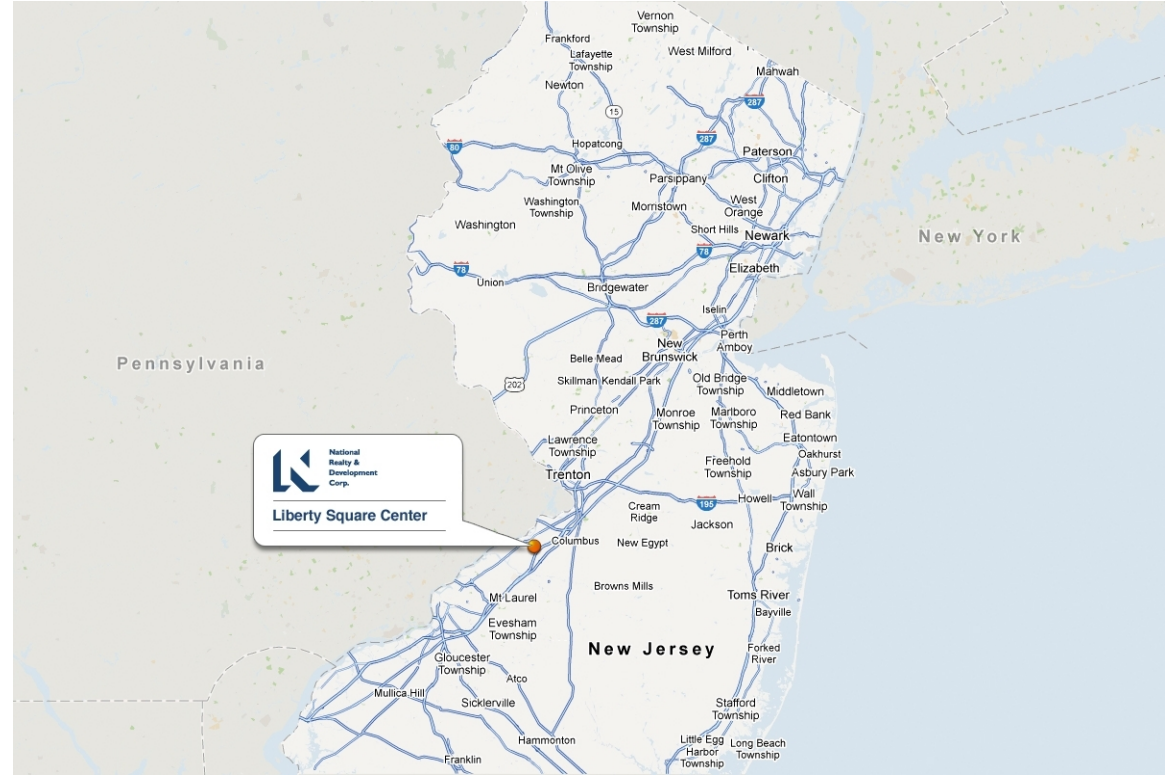 Vernon
Township
Frankford
West Milford
Lafayette
Township
Mahwah
Newton
287
15
287
80
Hopatcong
Paterson
Mt Olive
Township
Parsippany
Clifton
Washington
Township
Morristown
West
Orange
Washington
Short Hills
Newark
New York
78
78
Elizabeth
Union
Bridgewater
Iselin
287
New
Brunswick
Perth
Amboy
Pennsylvania
Belle Mead
Skillman
Kendall Park
Old Bridge
Township
202
Middletown
Princeton
Monroe
Township
Marlboro
Township
Red Bank
Lawrence
Township
Eatontown
Oakhurst
National
Realty &
Development
Corp.
Freehold
Township
Asbury Park
Trenton
195
Howell
Wall
Township
Cream
Ridge
Liberty Square Center
Jackson
Columbus
New Egypt
Brick
Browns Mills
Mt Laurel
Toms River
Bayville
Evesham
Township
New Jersey
Forked
River
Gloucester
Township
Atco
Mullica Hill
Sicklerville
Stafford
Township
Hammonton
Little Egg
Harbor
Township
Long Beach
Township
Franklin